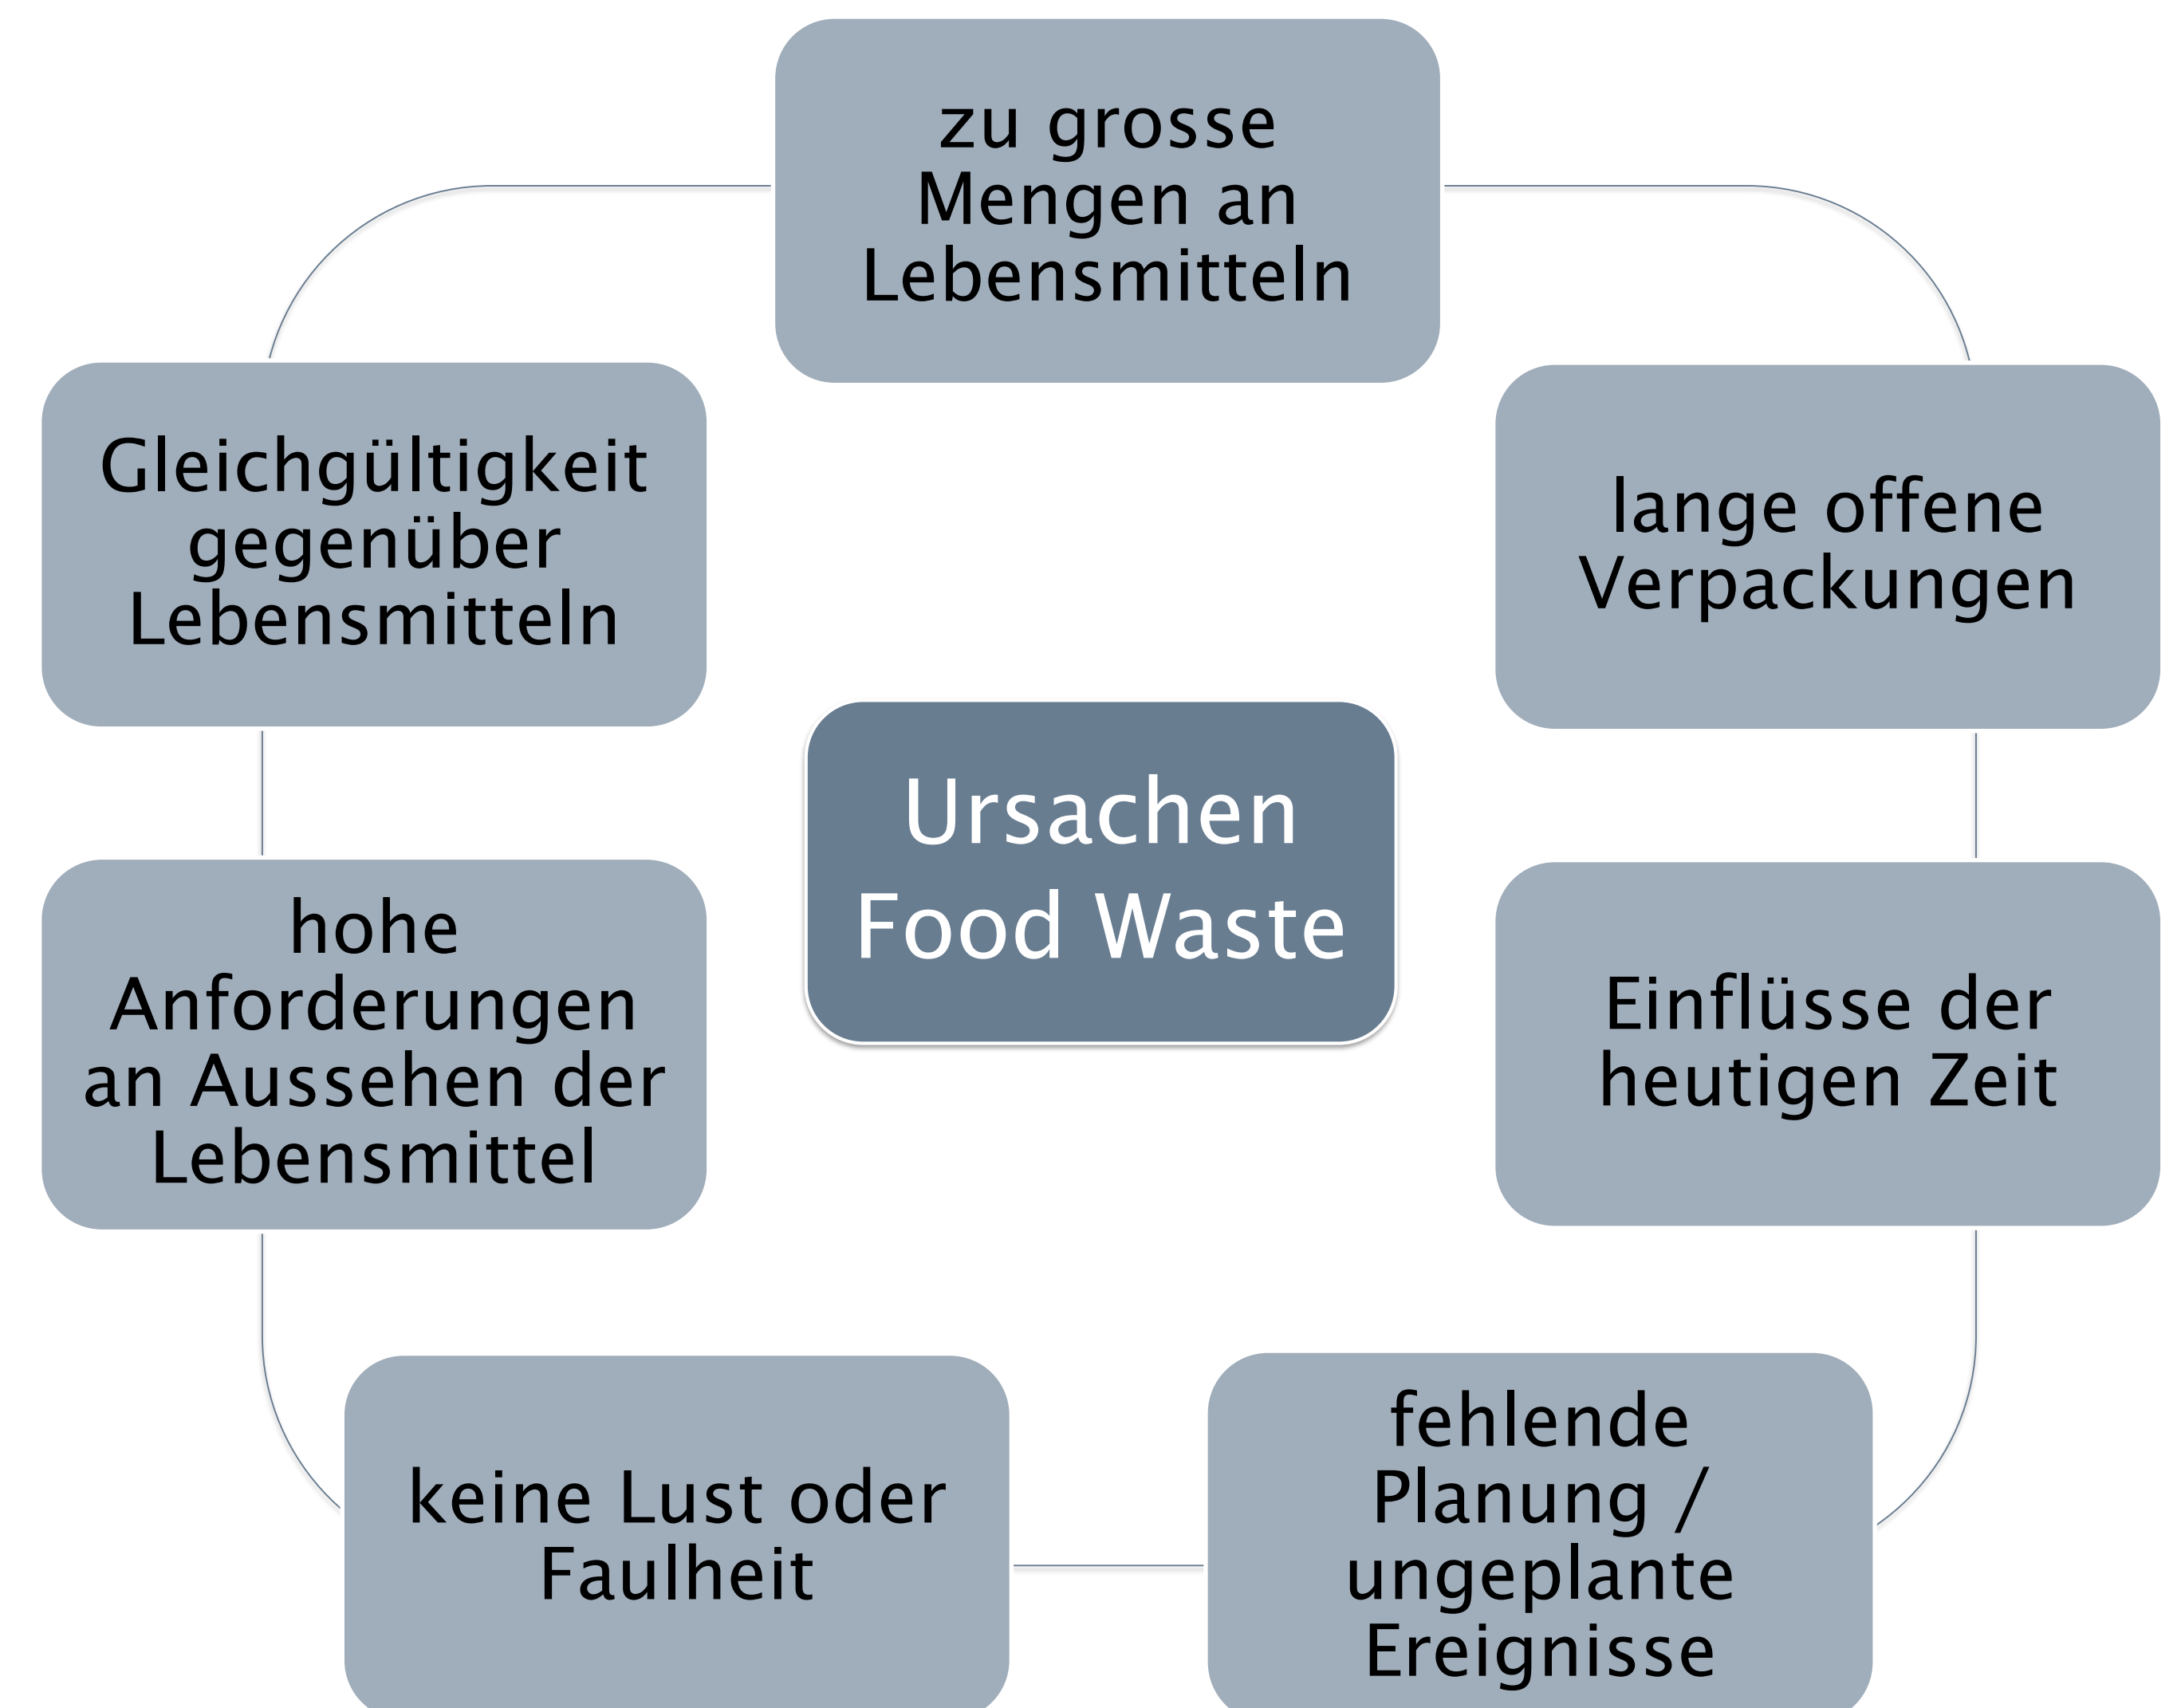 zu grosse
Mengen an
Lebensmitteln
Gleichgültigkeit
gegenüber
Lebensmitteln
lange offene
Verpackungen
Ursachen
Food Waste
hohe
Anforderungen
an Aussehen der
Lebensmittel
Einflüsse der
heutigen Zeit
keine Lust oder
Faulheit
fehlende
Planung /
ungeplante
Ereignisse